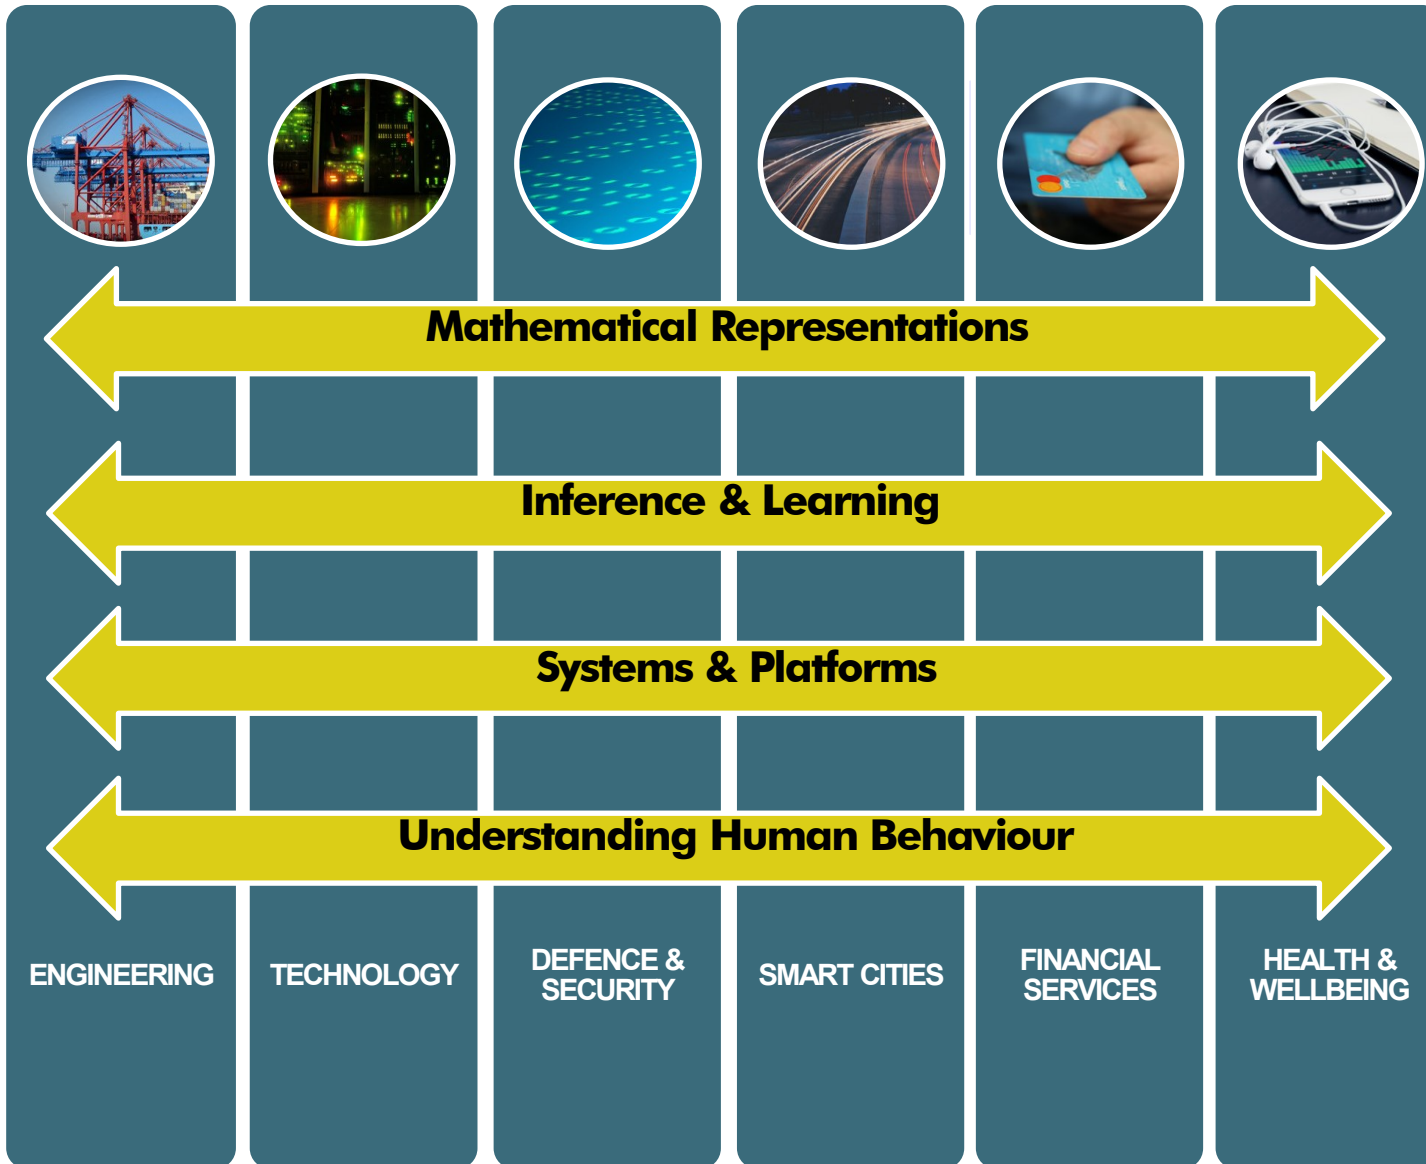 Mathematical Representations
Inference & Learning
Systems & Platforms
Understanding Human Behaviour
ENGINEERING
TECHNOLOGY
DEFENCE &
SECURITY
SMART CITIES
FINANCIAL
SERVICES
HEALTH &
WELLBEING